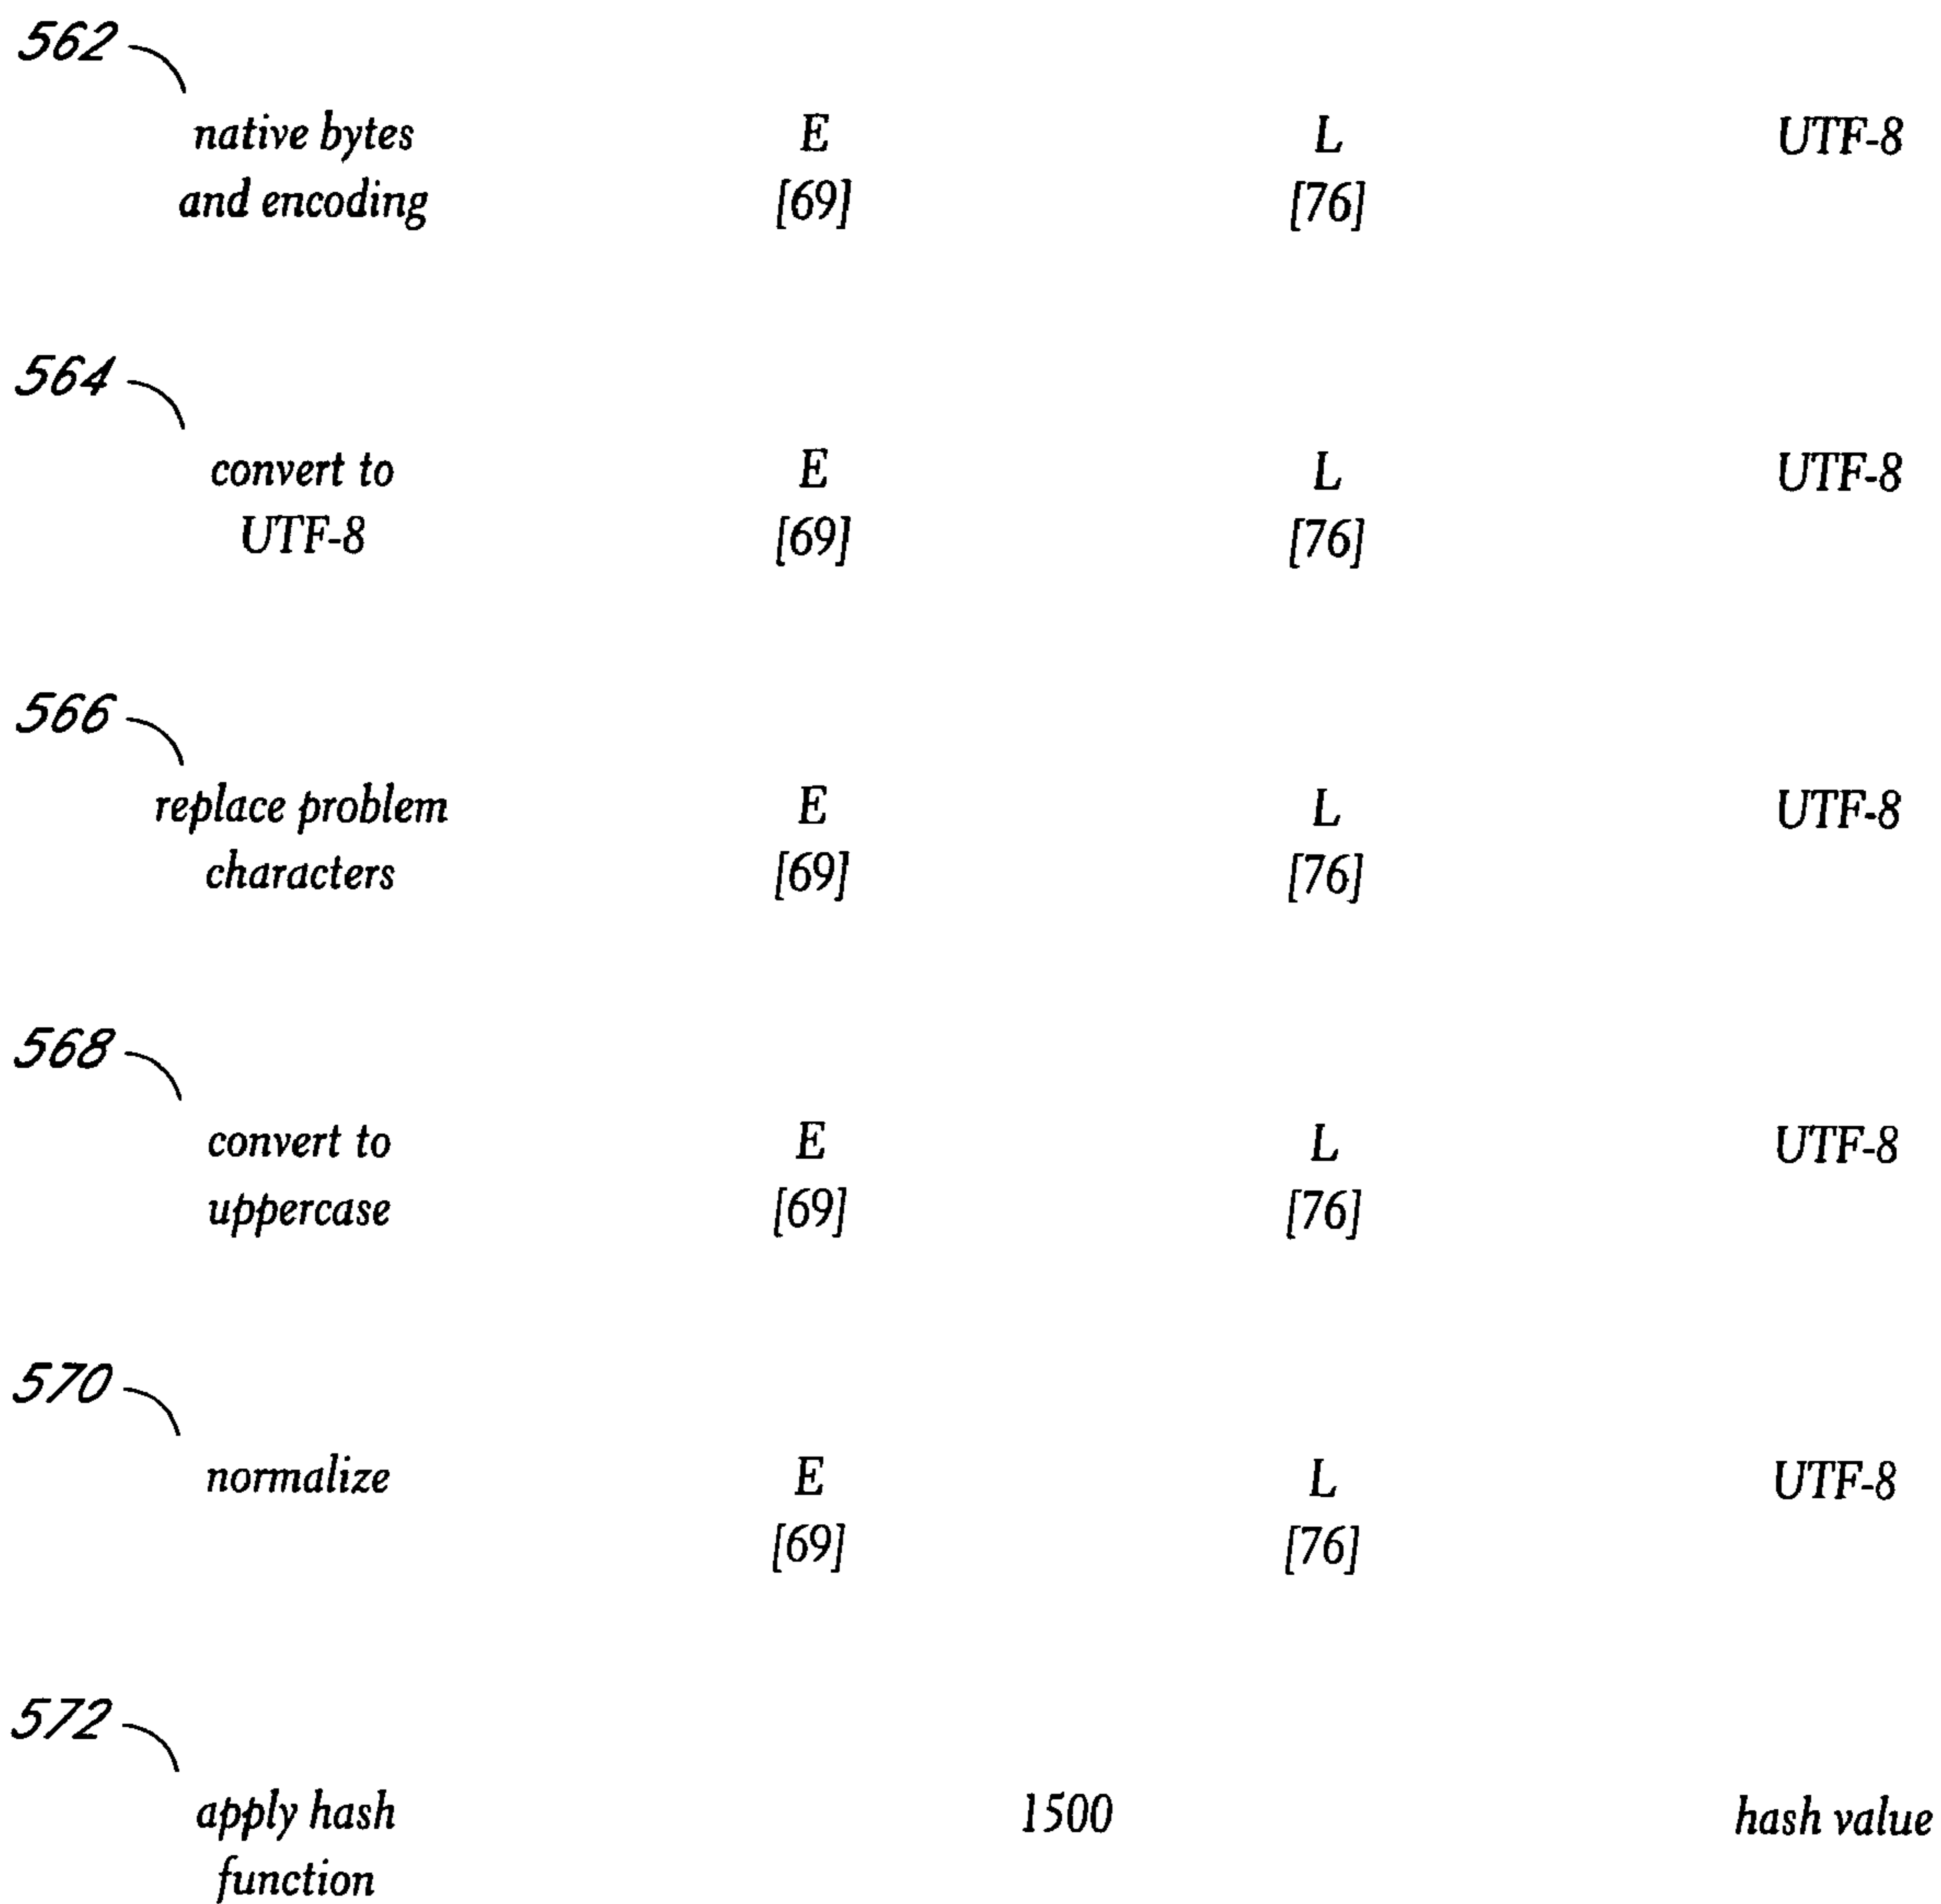 562
native bytes E L UTF-8
and encoding [69] [76]
564
convert to E L UTF-8
UTF-8 [69] [76]
566
replace problem E L UTF-8
characters [69] [76]
568
convert to E L UTF-8
uppercase [69] [76]
570
normalize E L UTF-8
[69] [76]
572
apply hash 1500 hash value
function